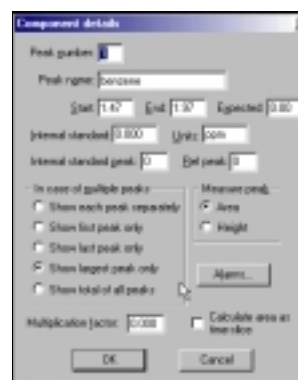 Component details
Peak number:
Peak name: benzene
Start: 1.47 End: 1.97 Expected: 0.00
Internal standard: 0.000 Units: ppm
Internal standard peak: 0 Ref peak: 0
In case of multiple peaks
Show each peak separately
Show first peak only
Show last peak only
Show largest peak only
Show total of all peaks
Measure peak
Area
Height
Alarms...
Multiplication factor: 0.000
Calculate area as
time slice
OK
Cancel